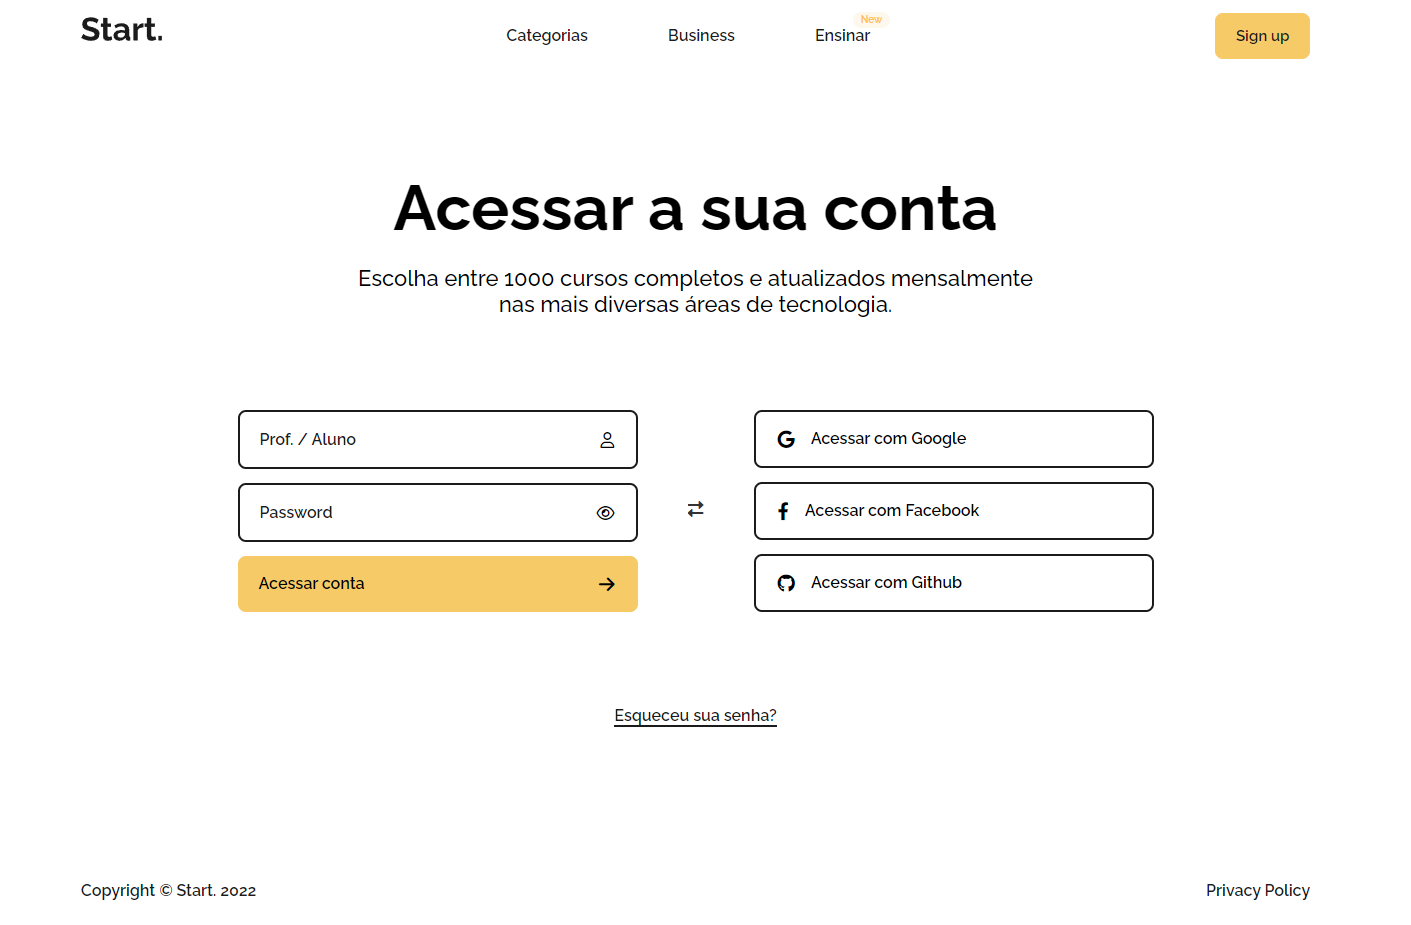 Start.
Categorias
Business
Ensinar
New
Sign up
Acessar a sua conta
Escolha entre 1000 cursos completos e atualizados mensalmente
nas mais diversas áreas de tecnologia.
Prof. / Aluno
Password
Acessar conta
Acessar com Google
Acessar com Facebook
Acessar com Github
Esqueceu sua senha?
Copyright © Start. 2022
Privacy Policy